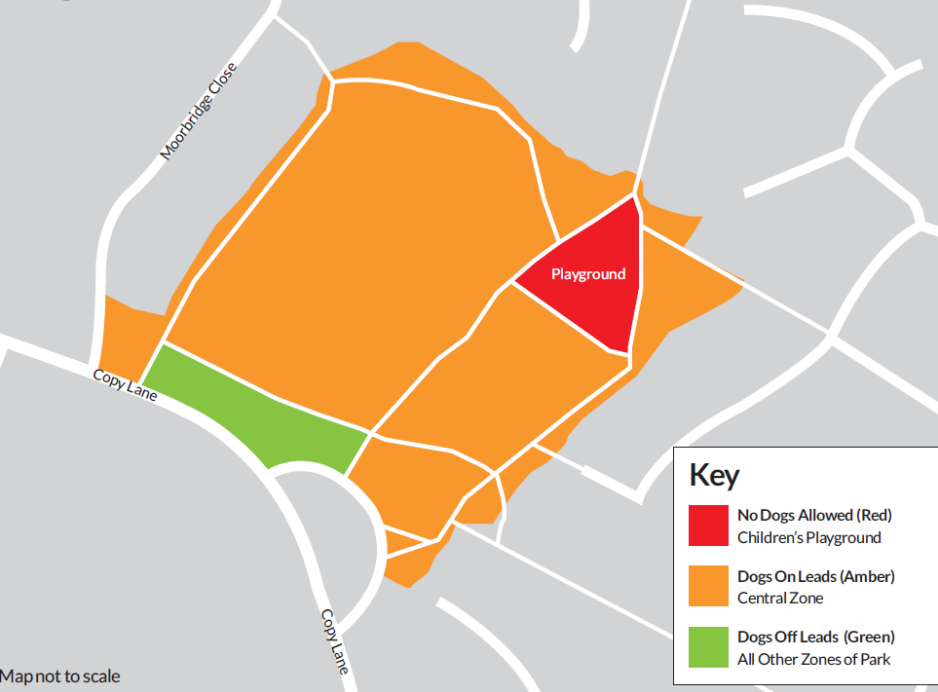 Moorbridge Close
Playground
Copy Lane
Copy Lane
Key
No Dogs Allowed (Red)
Children's Playground
Dogs On Leads (Amber)
Central Zone
Dogs Off Leads (Green)
All Other Zones of Park
Map not to scale